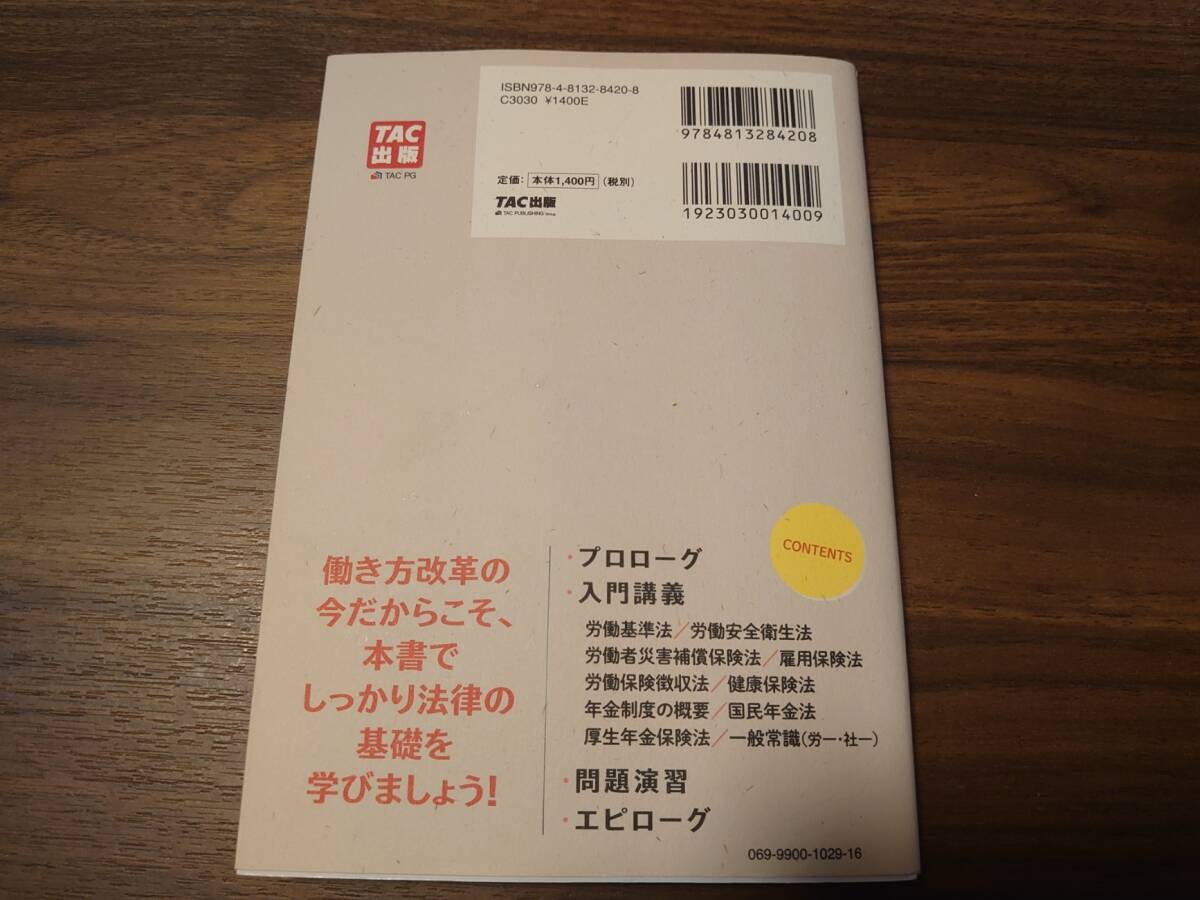 TAC
出版
TAC PG
ISBN978-4-8132-8420-8
C3030 ¥1400E
9784813284208
定価: 本体1,400円 (税別)
TAC出版
TAC PUBLISHING Group
1923030014009
働き方改革の
今だからこそ、
本書で
しっかり法律の
基礎を
学びましょう!
CONTENTS
・プロローグ
・入門講義
労働基準法/労働安全衛生法
労働者災害補償保険法/雇用保険法
労働保険徴収法/健康保険法
年金制度の概要/国民年金法
厚生年金保険法/一般常識(労一・社一)
・問題演習
・エピローグ
069-9900-1029-16